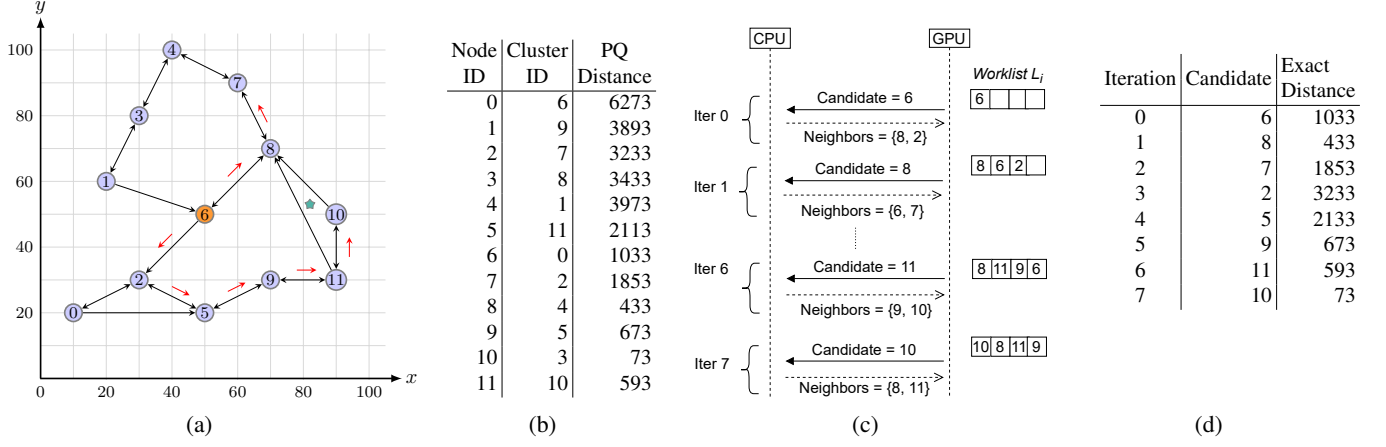 y
100
80
60
40
20
0 20 40 60 80 100 x
4
7
3
8
1
6
10
2
9
11
0
5
(a)
Node Cluster PQ
ID ID Distance
0 6 6273
1 9 3893
2 7 3233
3 8 3433
4 1 3973
5 11 2113
6 0 1033
7 2 1853
8 4 433
9 5 673
10 3 73
11 10 593
(b)
CPU GPU
Worklist Li
Iter 0
Candidate = 6
Neighbors = {8, 2}
6
Iter 1
Candidate = 8
Neighbors = {6, 7}
8 6 2
Iter 6
Candidate = 11
Neighbors = {9, 10}
8 11 9 6
Iter 7
Candidate = 10
Neighbors = {8, 11}
10 8 11 9
(c)
Iteration Candidate Exact
Distance
0 6 1033
1 8 433
2 7 1853
3 2 3233
4 5 2133
5 9 673
6 11 593
7 10 73
(d)